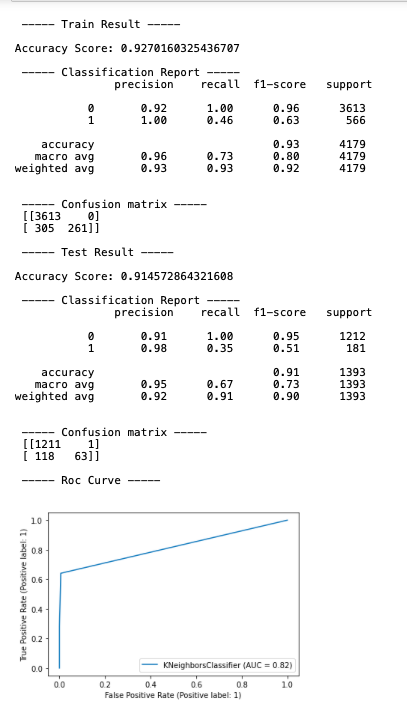 ----- Train Result -----
Accuracy Score: 0.9270160325436707
----- Classification Report -----
precision recall f1-score support
0 0.92 1.00 0.96 3613
1 1.00 0.46 0.63 566
accuracy 0.93 4179
macro avg 0.96 0.73 0.80 4179
weighted avg 0.93 0.93 0.92 4179
----- Confusion matrix -----
[[3613 0]
[ 305 261]]
----- Test Result -----
Accuracy Score: 0.914572864321608
----- Classification Report -----
precision recall f1-score support
0 0.91 1.00 0.95 1212
1 0.98 0.35 0.51 181
accuracy 0.91 1393
macro avg 0.95 0.67 0.73 1393
weighted avg 0.92 0.91 0.90 1393
----- Confusion matrix -----
[[1211 1]
[ 118 63]]
----- Roc Curve -----
True Positive Rate (Positive label: 1)
1.0
0.8
0.6
0.4
0.2
0.0
KNeighborsClassifier (AUC = 0.82)
0.0 0.2 0.4 0.6 0.8 1.0
False Positive Rate (Positive label: 1)